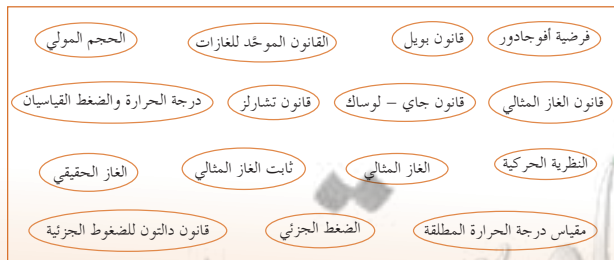 فرضية أفوجادور قانون بويل القانون الموحَّد للغازات الحجم المولي
قانون الغاز المثالي قانون جاي – لوساك قانون تشارلز درجة الحرارة والضغط القياسيان
النظرية الحركية الغاز المثالي ثابت الغاز المثالي الغاز الحقيقي
مقياس درجة الحرارة المطلقة الضغط الجزئي قانون دالتون للضغوط الجزئية